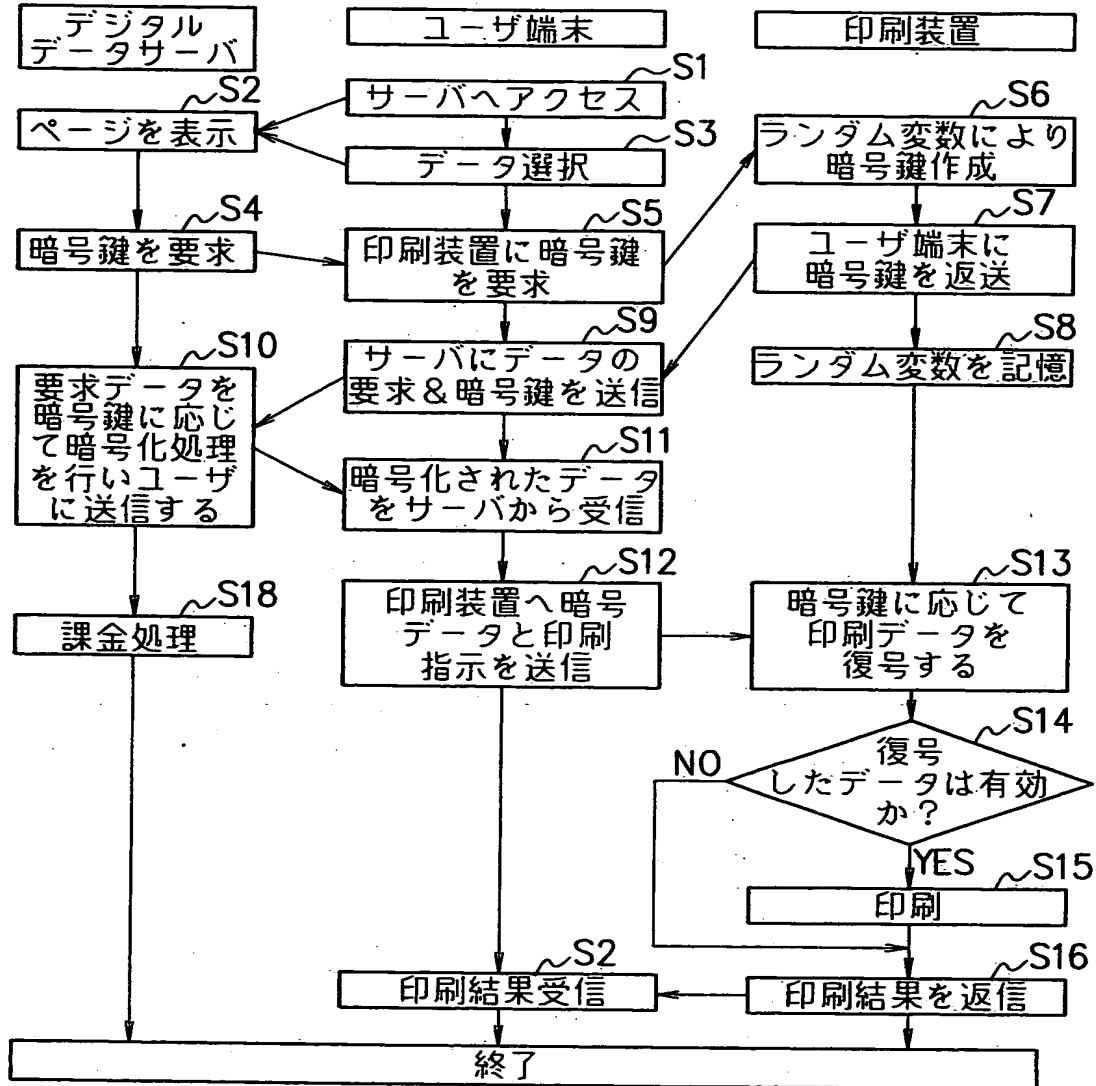 デジタル
データサーバ
ユーザ端末
印刷装置
S1
サーバへアクセス
S2
ページを表示
S3
データ選択
S6
ランダム変数により
暗号鍵作成
S4
暗号鍵を要求
S5
印刷装置に暗号鍵
を要求
S7
ユーザ端末に
暗号鍵を返送
S9
サーバにデータの
要求&暗号鍵を送信
S8
ランダム変数を記憶
S10
要求データを
暗号鍵に応じ
て暗号化処理
を行いユーザ
に送信する
S11
暗号化されたデータ
をサーバから受信
S12
印刷装置へ暗号
データと印刷
指示を送信
S13
暗号鍵に応じて
印刷データを
復号する
S18
課金処理
S14
復号
したデータは有効
か?
NO
YES
S15
印刷
S2
印刷結果受信
S16
印刷結果を返信
終了